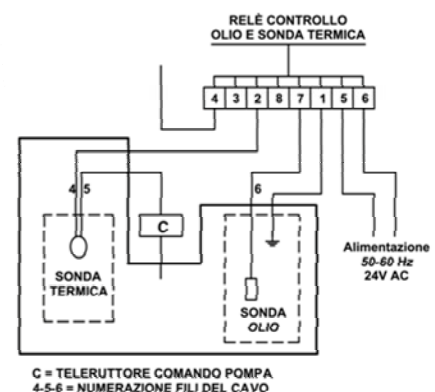 RELÈ CONTROLLO
OLIO E SONDA TERMICA
4 3 2 8 7 1 5 6
4 5
6
C
Alimentazione
50-60 Hz
24V AC
SONDA
TERMICA
SONDA
OLIO
C = TELERUTTORE COMANDO POMPA
4-5-6 = NUMERAZIONE FILI DEL CAVO